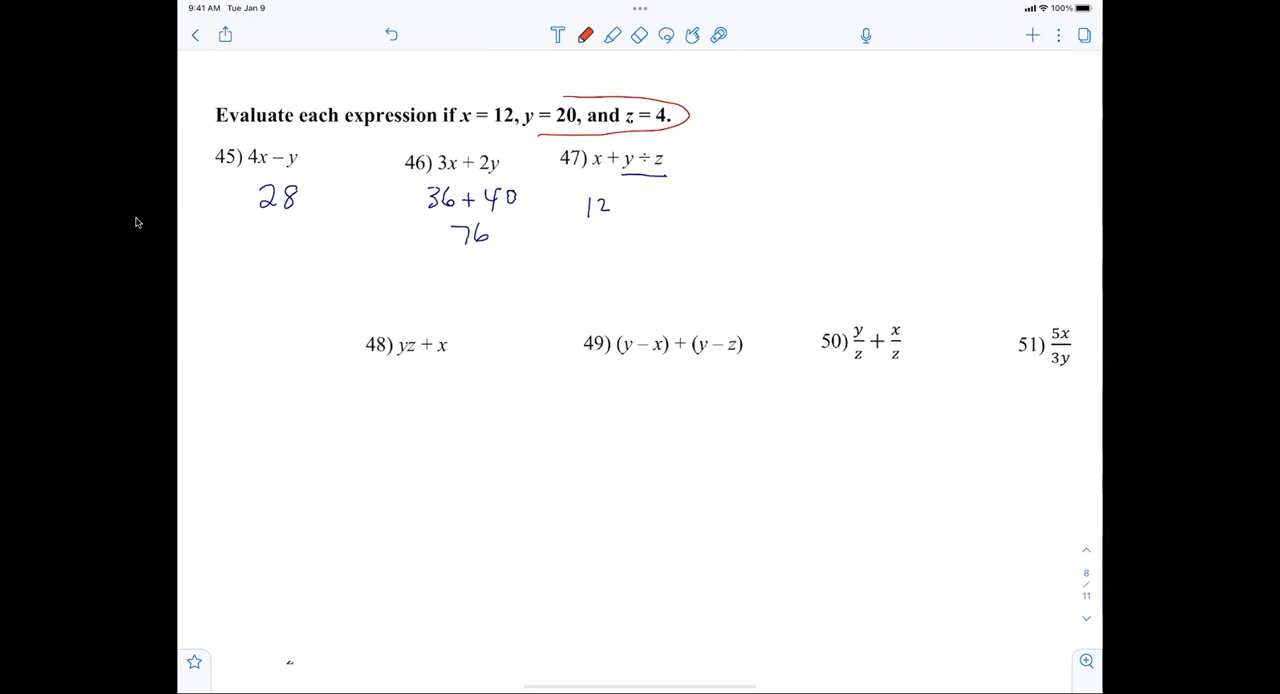 9:41 AM Tue Jan 9
100%
Evaluate each expression if x = 12, y = 20, and z = 4.
45) 4x – y
46) 3x + 2y
47) x + y ÷ z
28
36 + 40
12
76
48) yz + x
49) (y – x) + (y – z)
50) y/z + x/z
51) 5x/3y
8
/
11